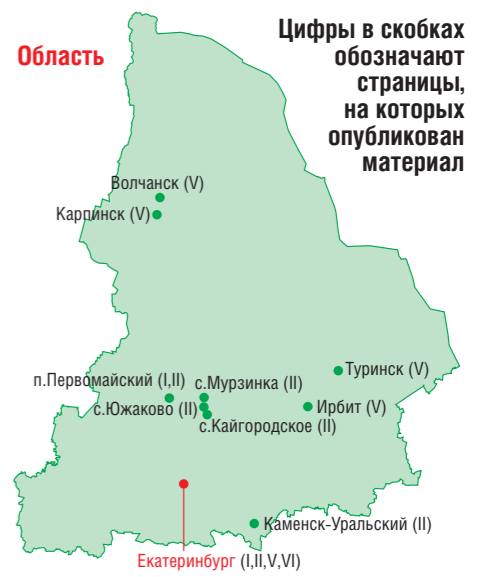 Область
Цифры в скобках
обозначают
страницы,
на которых
опубликован
материал
Волчанск (V)
Карпинск (V)
Туринск (V)
п.Первомайский (I,II)
с.Мурзинка (II)
с.Южаково (II)
Ирбит (V)
с.Кайгородское (II)
Каменск-Уральский (II)
Екатеринбург (I,II,V,VI)